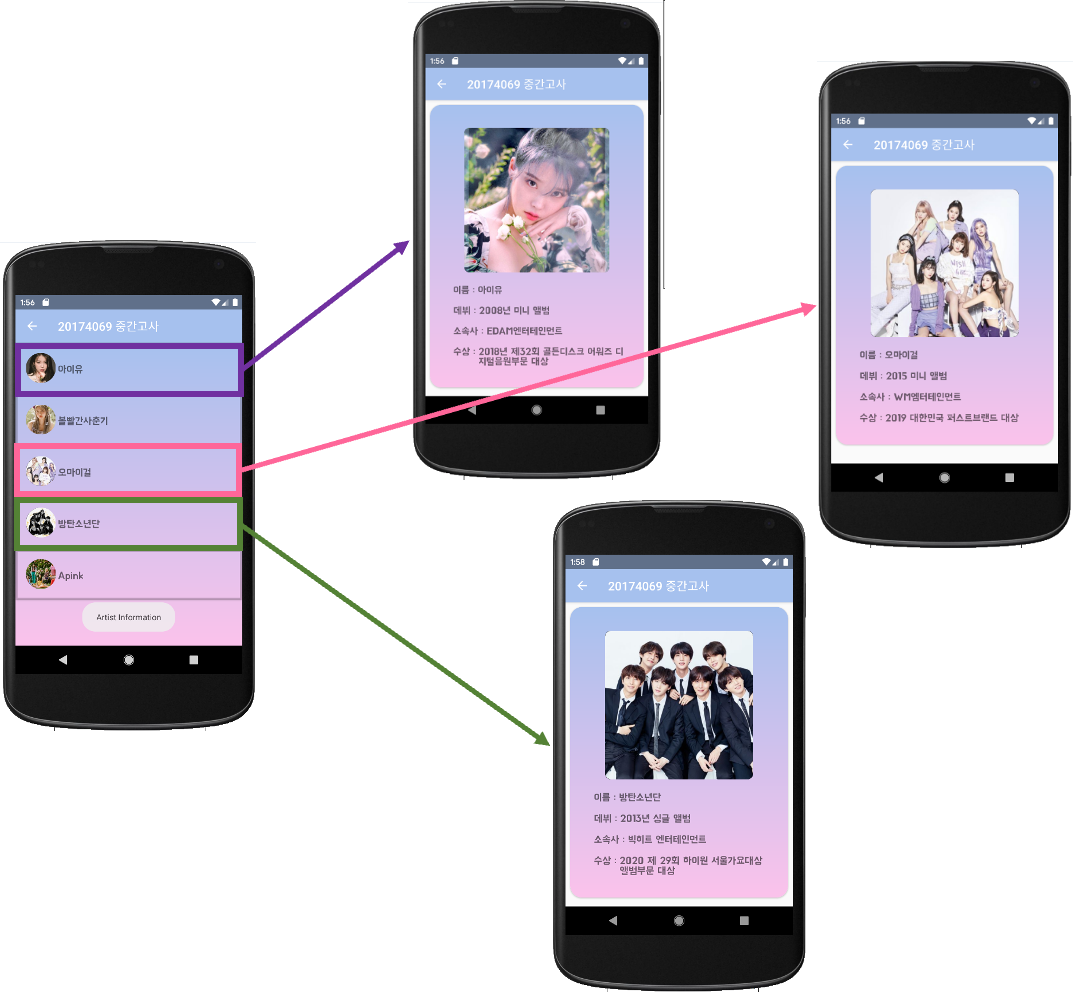 1:56
20174069 중간고사
아이유
볼빨간사춘기
오마이걸
방탄소년단
Apink
Artist Information
1:56
20174069 중간고사
이름 : 아이유
데뷔 : 2008년 미니 앨범
소속사 : EDAM엔터테인먼트
수상 : 2018년 제32회 골든디스크 어워즈 디
지털음원부문 대상
1:56
20174069 중간고사
이름 : 오마이걸
데뷔 : 2015 미니 앨범
소속사 : WM엠터테인먼트
수상 : 2019 대한민국 퍼스트브랜드 대상
1:58
20174069 중간고사
이름 : 방탄소년단
데뷔 : 2013년 싱글 앨범
소속사 : 빅히트 엔터테인먼트
수상 : 2020 제 29회 하이원 서울가요대상
앨범부문 대상